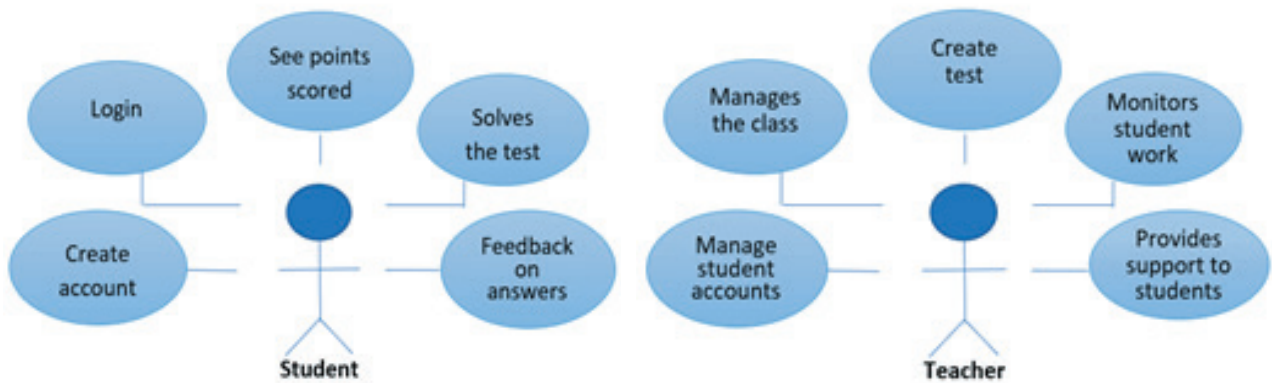 See points
scored
Login
Solves
the test
Create
account
Feedback
on
answers
Student
Create
test
Manages
the class
Monitors
student
work
Manage
student
accounts
Provides
support to
students
Teacher